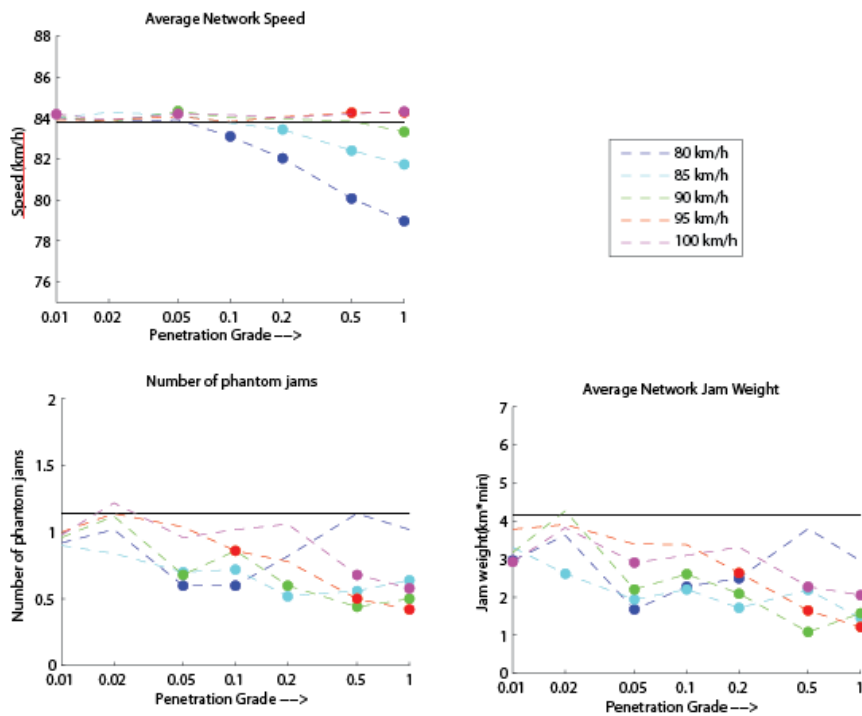 Average Network Speed
88
86
84
82
80
78
76
Speed (km/h)
0.01 0.02 0.05 0.1 0.2 0.5 1
Penetration Grade --->
80 km/h
85 km/h
90 km/h
95 km/h
100 km/h
Number of phantom jams
2
1.5
1
0.5
0
Number of phantom jams
0.01 0.02 0.05 0.1 0.2 0.5 1
Penetration Grade --->
Average Network Jam Weight
7
6
5
4
3
2
1
0
Jam weight(km*min)
0.01 0.02 0.05 0.1 0.2 0.5 1
Penetration Grade --->